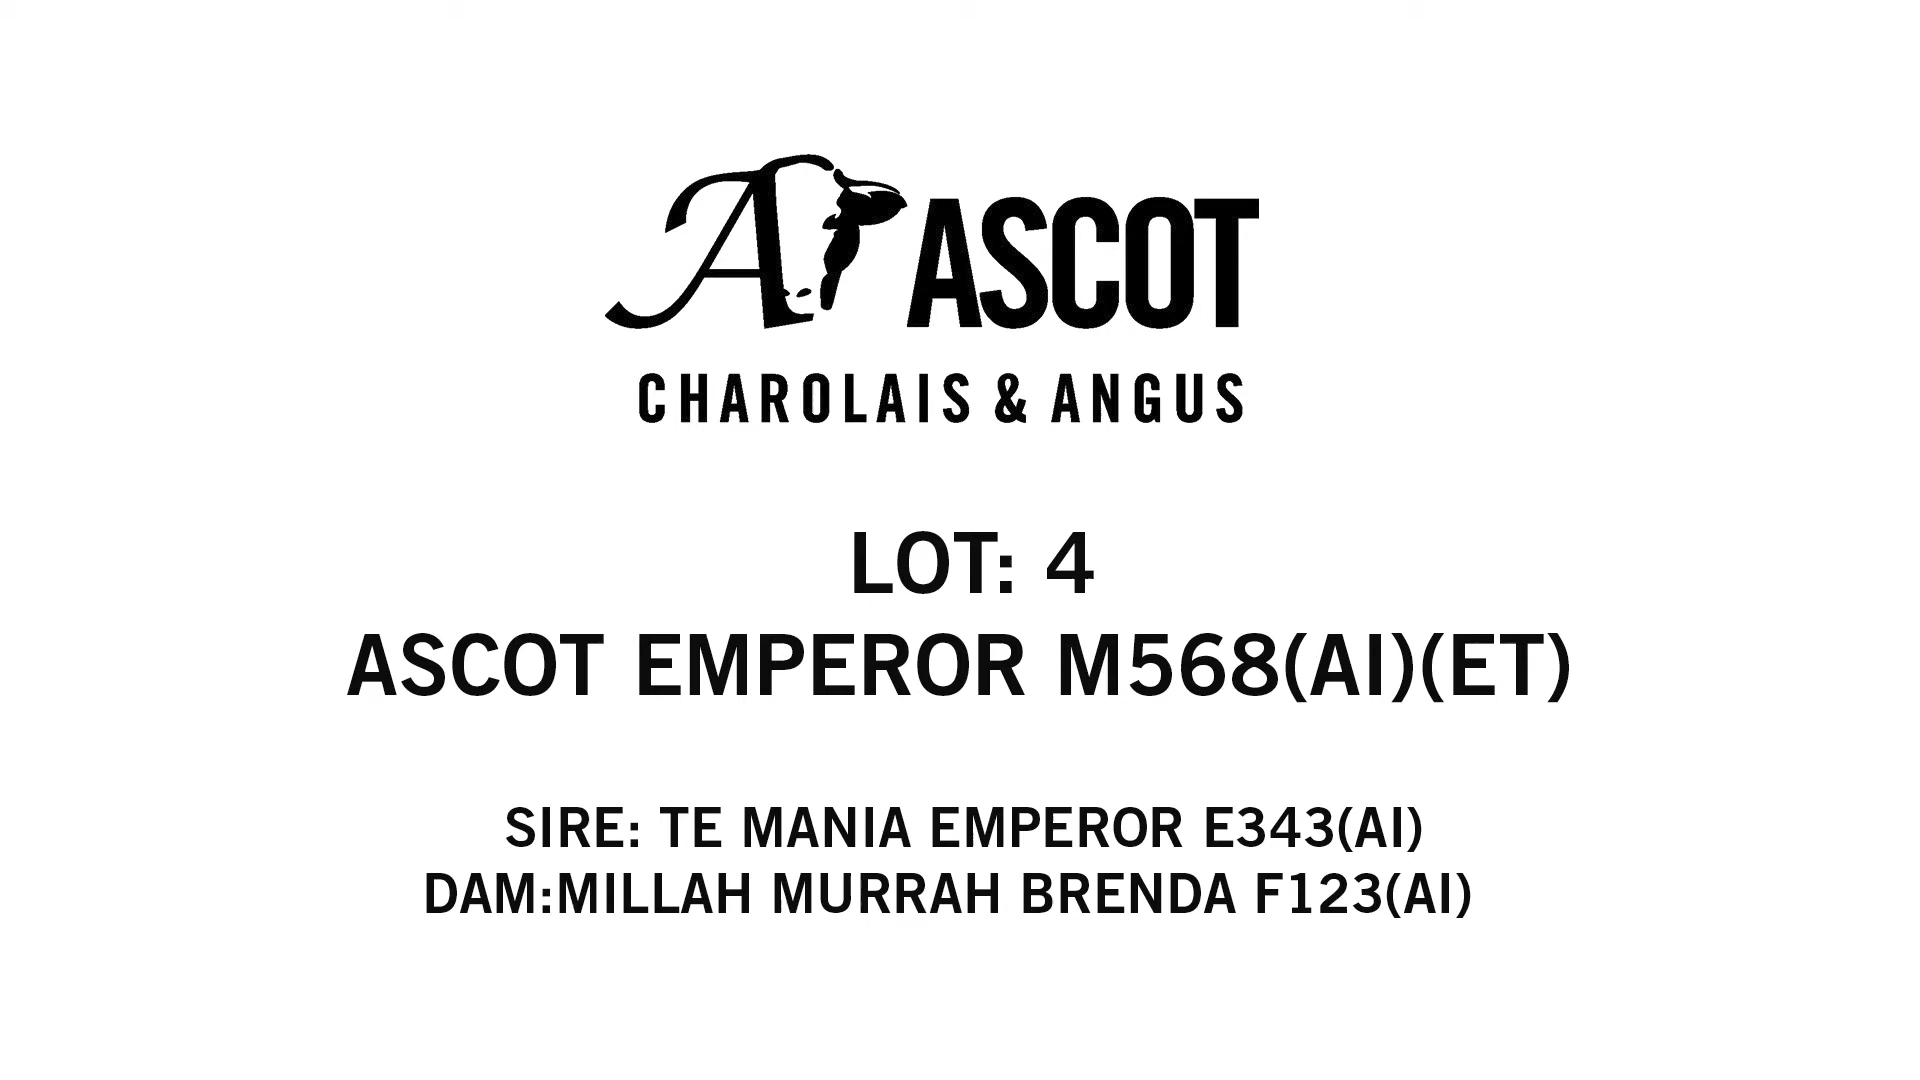 A ASCOT
CHAROLAIS & ANGUS
LOT: 4
ASCOT EMPEROR M568(AI)(ET)
SIRE: TE MANIA EMPEROR E343(AI)
DAM:MILLAH MURRAH BRENDA F123(AI)